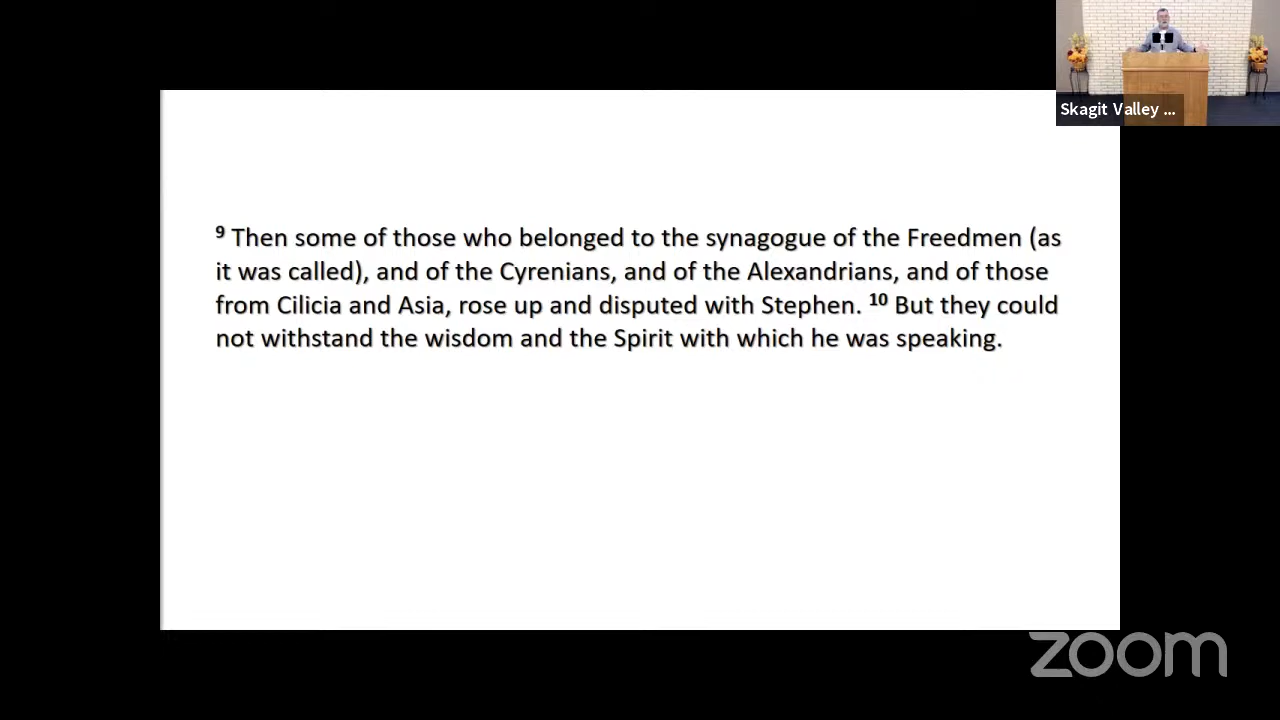 Skagit Valley ...
9 Then some of those who belonged to the synagogue of the Freedmen (as
it was called), and of the Cyrenians, and of the Alexandrians, and of those
from Cilicia and Asia, rose up and disputed with Stephen. 10 But they could
not withstand the wisdom and the Spirit with which he was speaking.
zoom